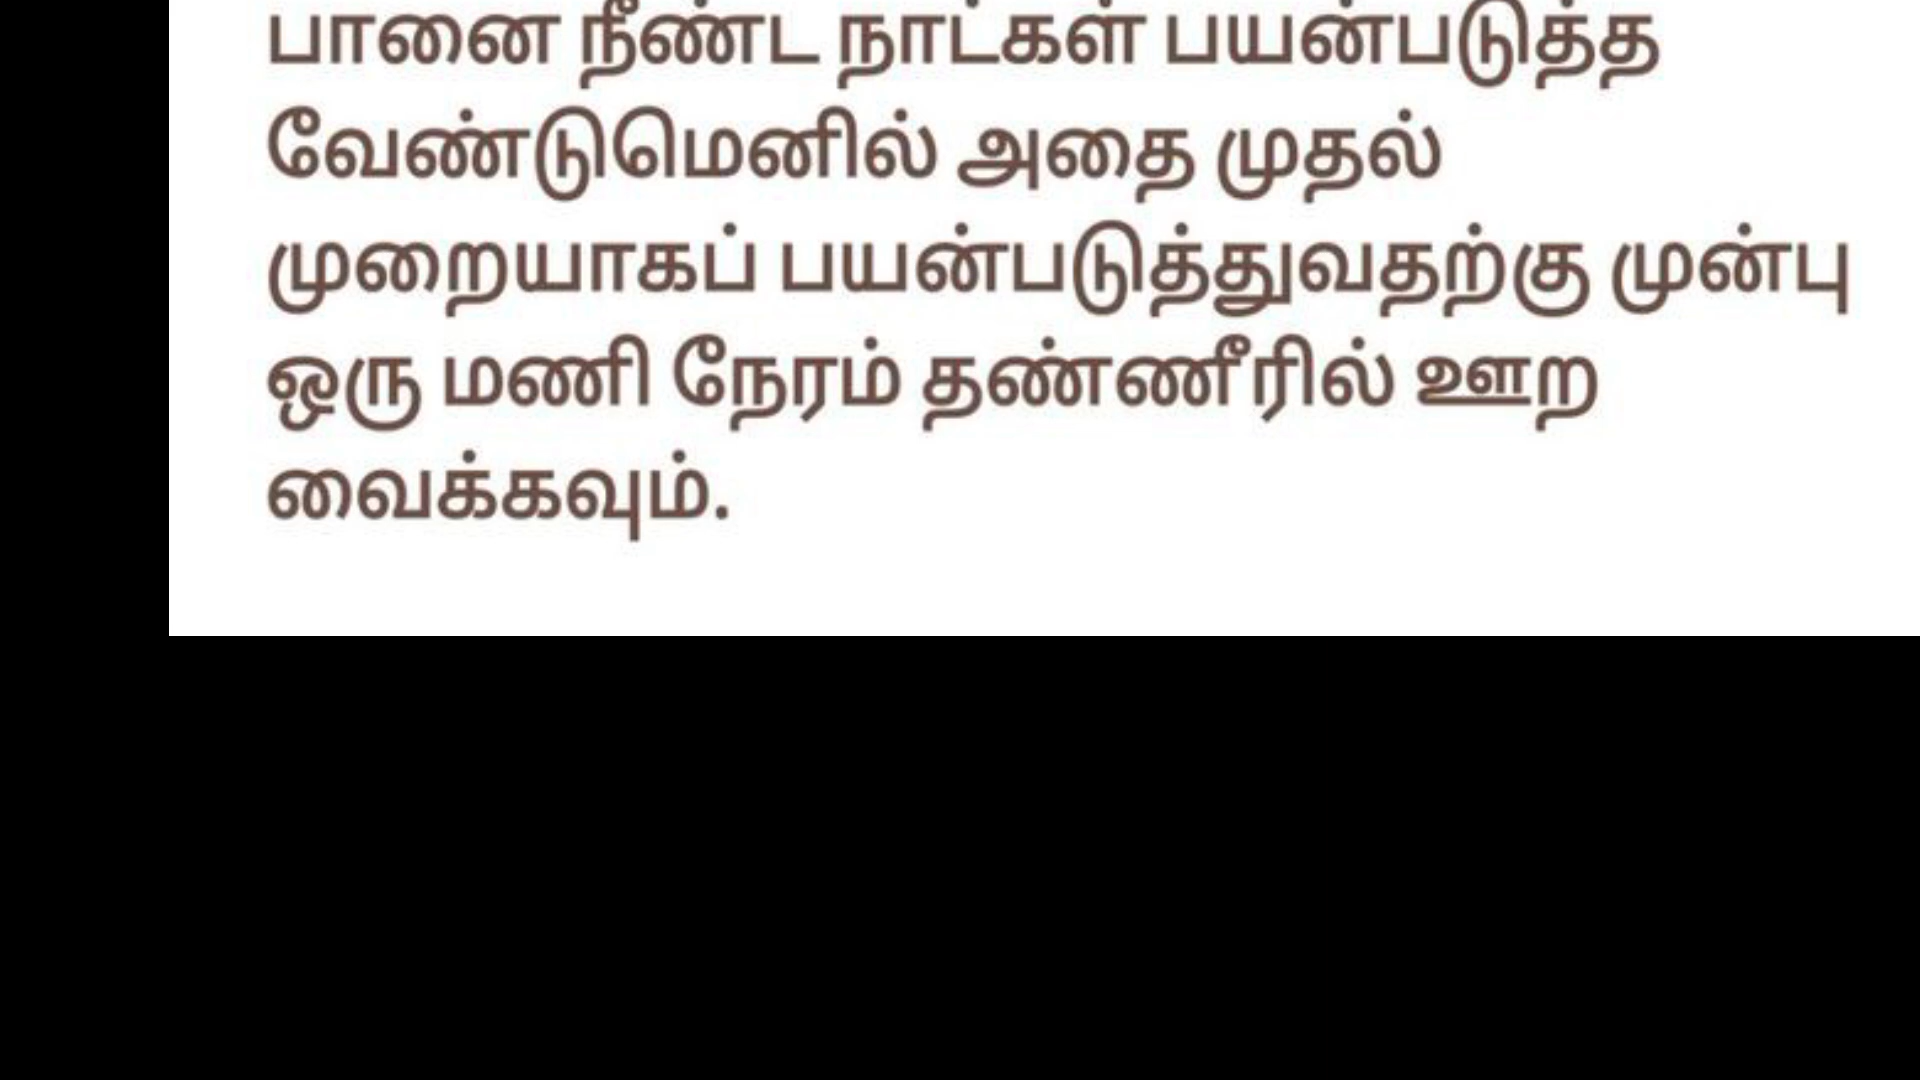 பானை நீண்ட நாட்கள் பயன்படுத்த
வேண்டுமெனில் அதை முதல்
முறையாகப் பயன்படுத்துவதற்கு முன்பு
ஒரு மணி நேரம் தண்ணீரில் ஊற
வைக்கவும்.